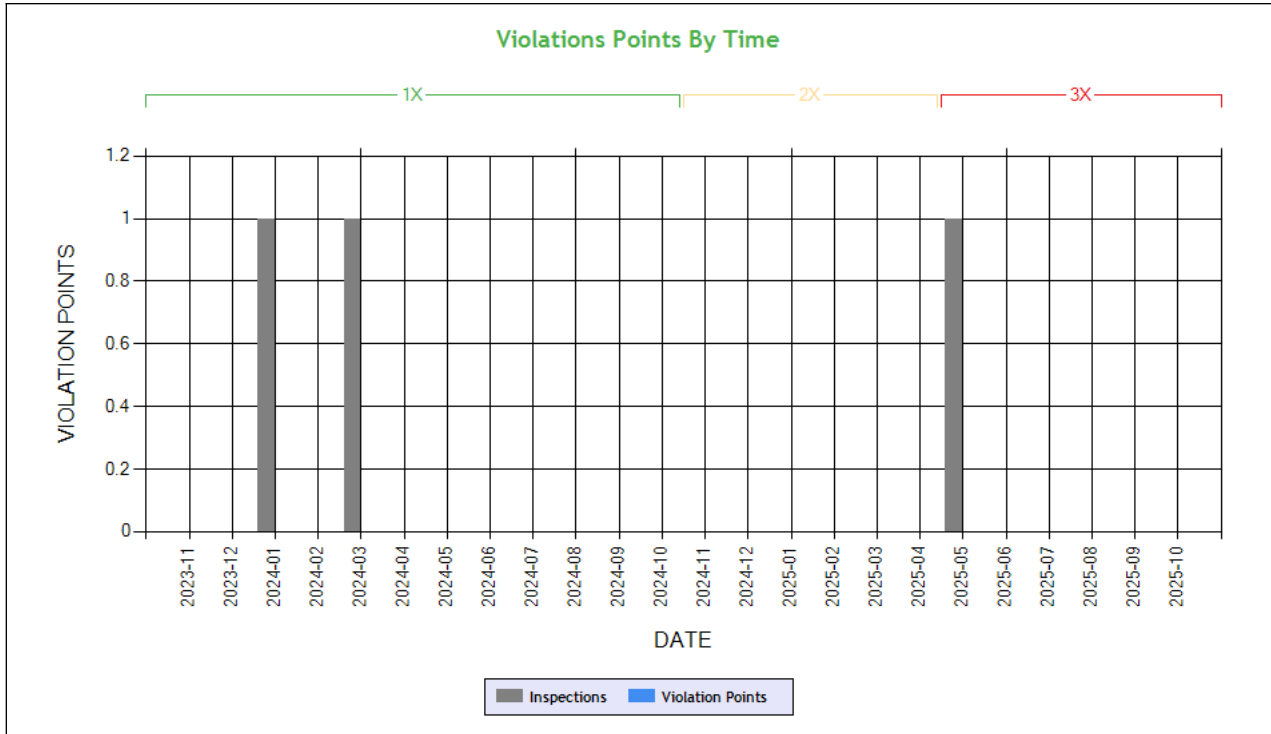 Violations Points By Time
1X 2X 3X
1.2
1
0.8
0.6
0.4
0.2
0
VIOLATION POINTS
2023-11 2023-12 2024-01 2024-02 2024-03 2024-04 2024-05 2024-06 2024-07 2024-08 2024-09 2024-10 2024-11 2024-12 2025-01 2025-02 2025-03 2025-04 2025-05 2025-06 2025-07 2025-08 2025-09 2025-10
DATE
Inspections Violation Points